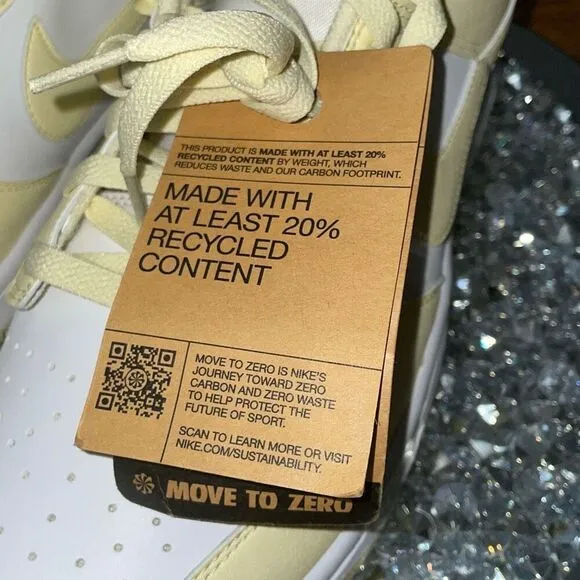 THIS PRODUCT IS MADE WITH AT LEAST 20%
RECYCLED CONTENT BY WEIGHT, WHICH
REDUCES WASTE AND OUR CARBON FOOTPRINT.
MADE WITH
AT LEAST 20%
RECYCLED
CONTENT
MOVE TO ZERO IS NIKE'S
JOURNEY TOWARD ZERO
CARBON AND ZERO WASTE
TO HELP PROTECT THE
FUTURE OF SPORT.
SCAN TO LEARN MORE OR VISIT
NIKE.COM/SUSTAINABILITY.
MOVE TO ZERO